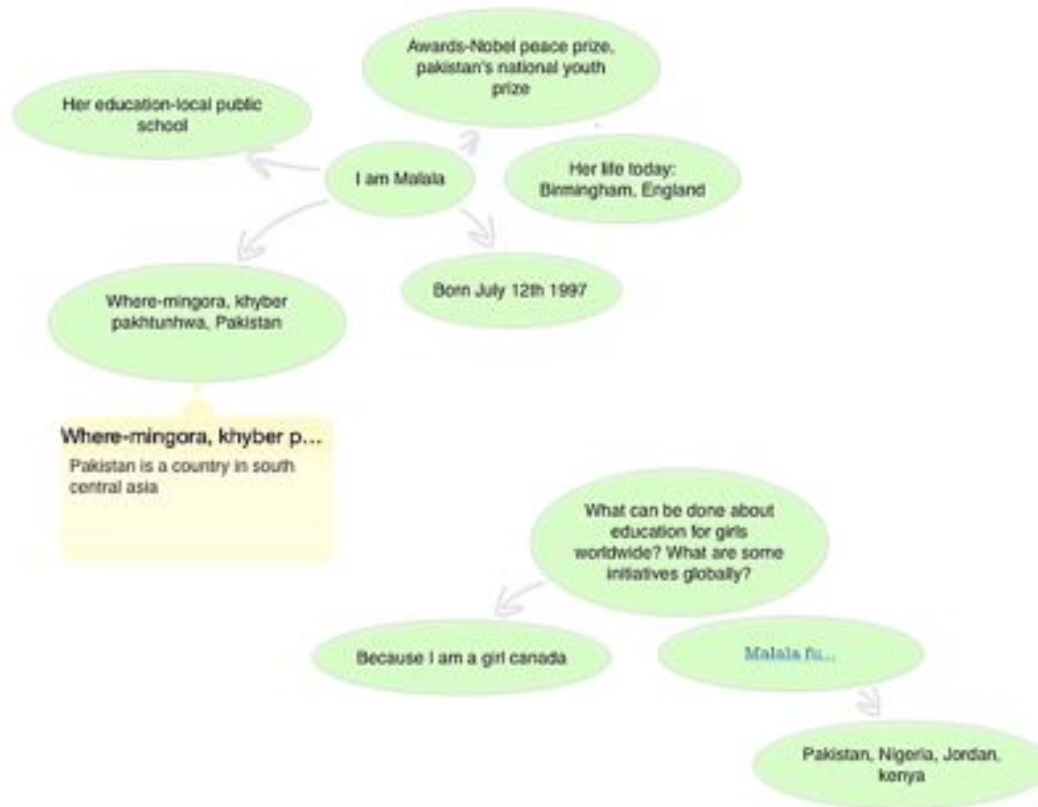 Awards-Nobel peace prize,
pakistan's national youth
prize
Her education-local public
school
I am Malala
Her life today:
Birmingham, England
Where-mingora, khyber
pakhtunhwa, Pakistan
Born July 12th 1997
Where-mingora, khyber p...
Pakistan is a country in south
central asia
What can be done about
education for girls
worldwide? What are some
initiatives globally?
Because I am a girl canada
Malala fu...
Pakistan, Nigeria, Jordan,
kenya